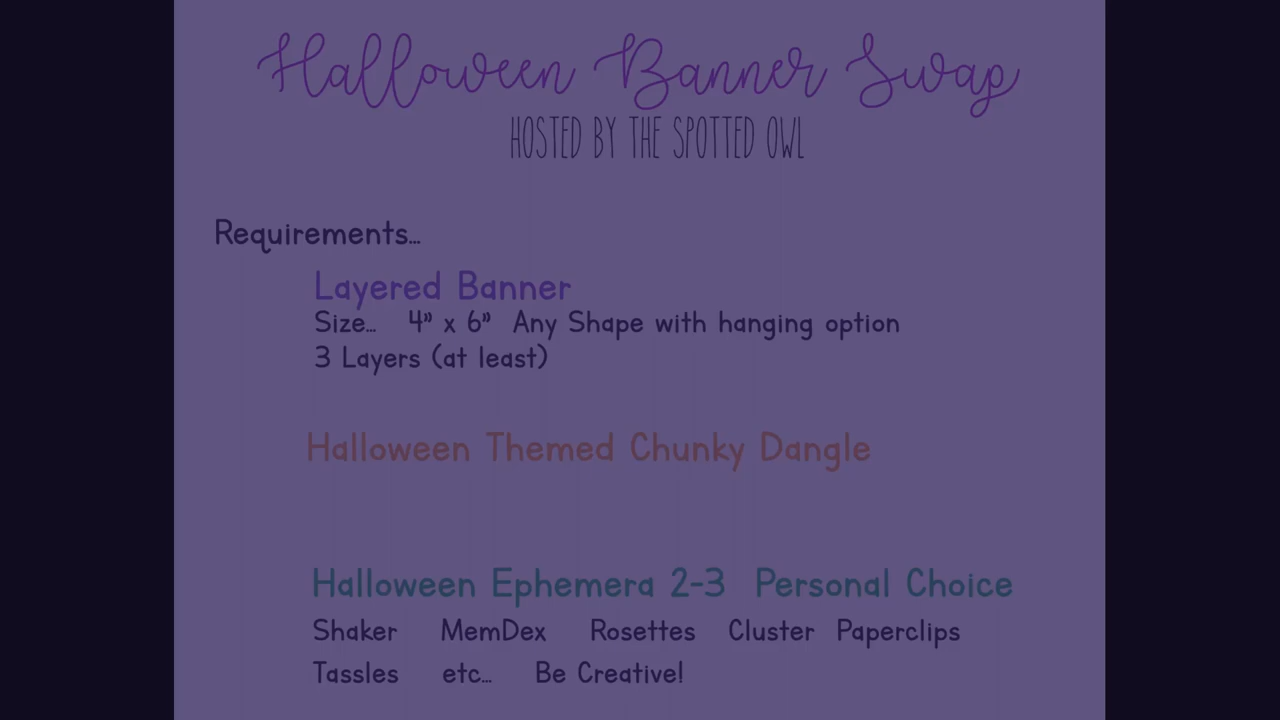 Halloween Banner Swap
HOSTED BY THE SPOTTED OWL
Requirements...
Layered Banner
Size... 4" x 6" Any Shape with hanging option
3 Layers (at least)
Halloween Themed Chunky Dangle
Halloween Ephemera 2-3 Personal Choice
Shaker MemDex Rosettes Cluster Paperclips
Tassles etc... Be Creative!